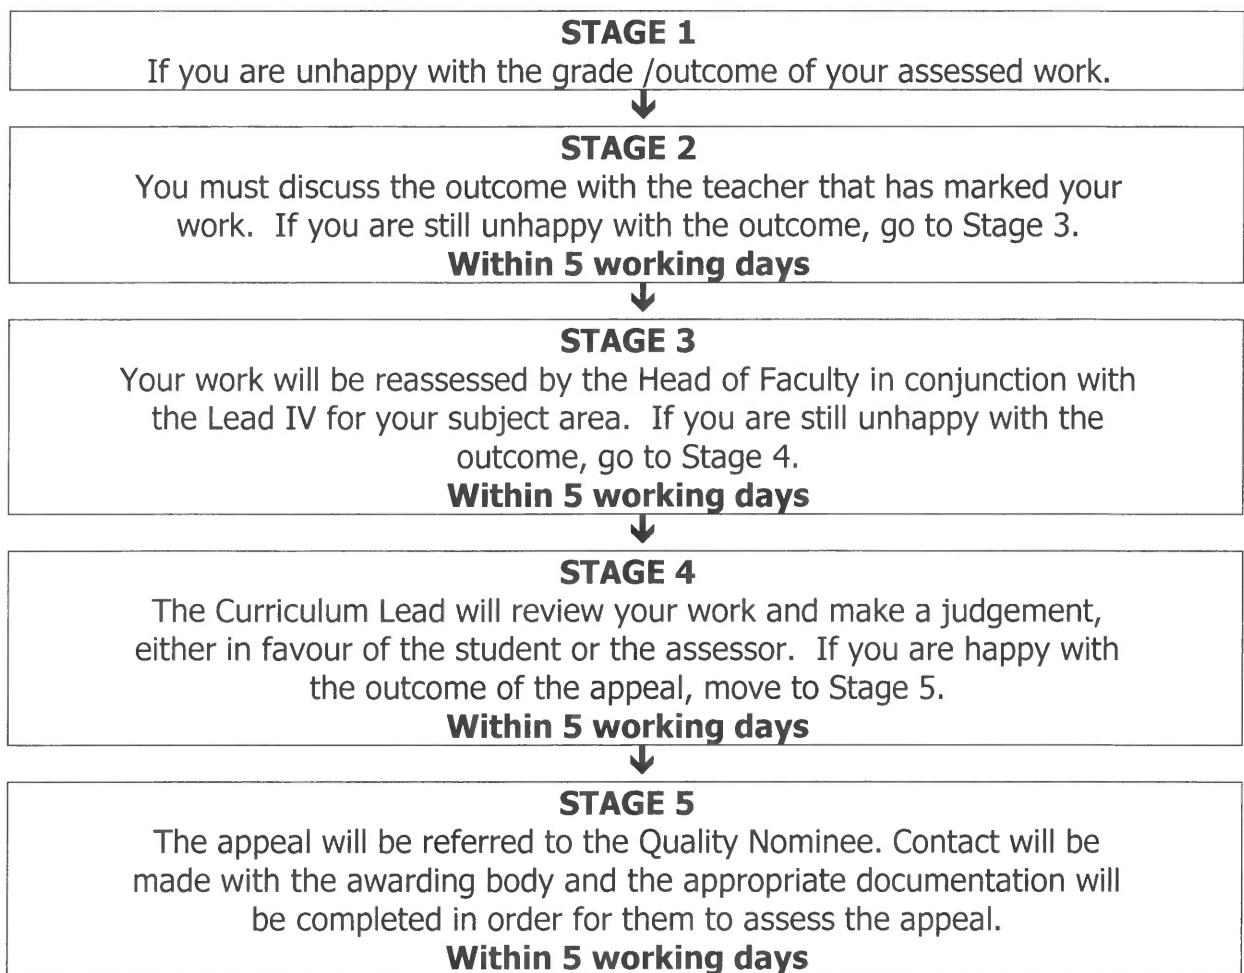 STAGE 1
If you are unhappy with the grade /outcome of your assessed work.
STAGE 2
You must discuss the outcome with the teacher that has marked your
work.  If you are still unhappy with the outcome, go to Stage 3.
Within 5 working days
STAGE 3
Your work will be reassessed by the Head of Faculty in conjunction with
the Lead IV for your subject area.  If you are still unhappy with the
outcome, go to Stage 4.
Within 5 working days
STAGE 4
The Curriculum Lead will review your work and make a judgement,
either in favour of the student or the assessor.  If you are happy with
the outcome of the appeal, move to Stage 5.
Within 5 working days
STAGE 5
The appeal will be referred to the Quality Nominee. Contact will be
made with the awarding body and the appropriate documentation will
be completed in order for them to assess the appeal.
Within 5 working days